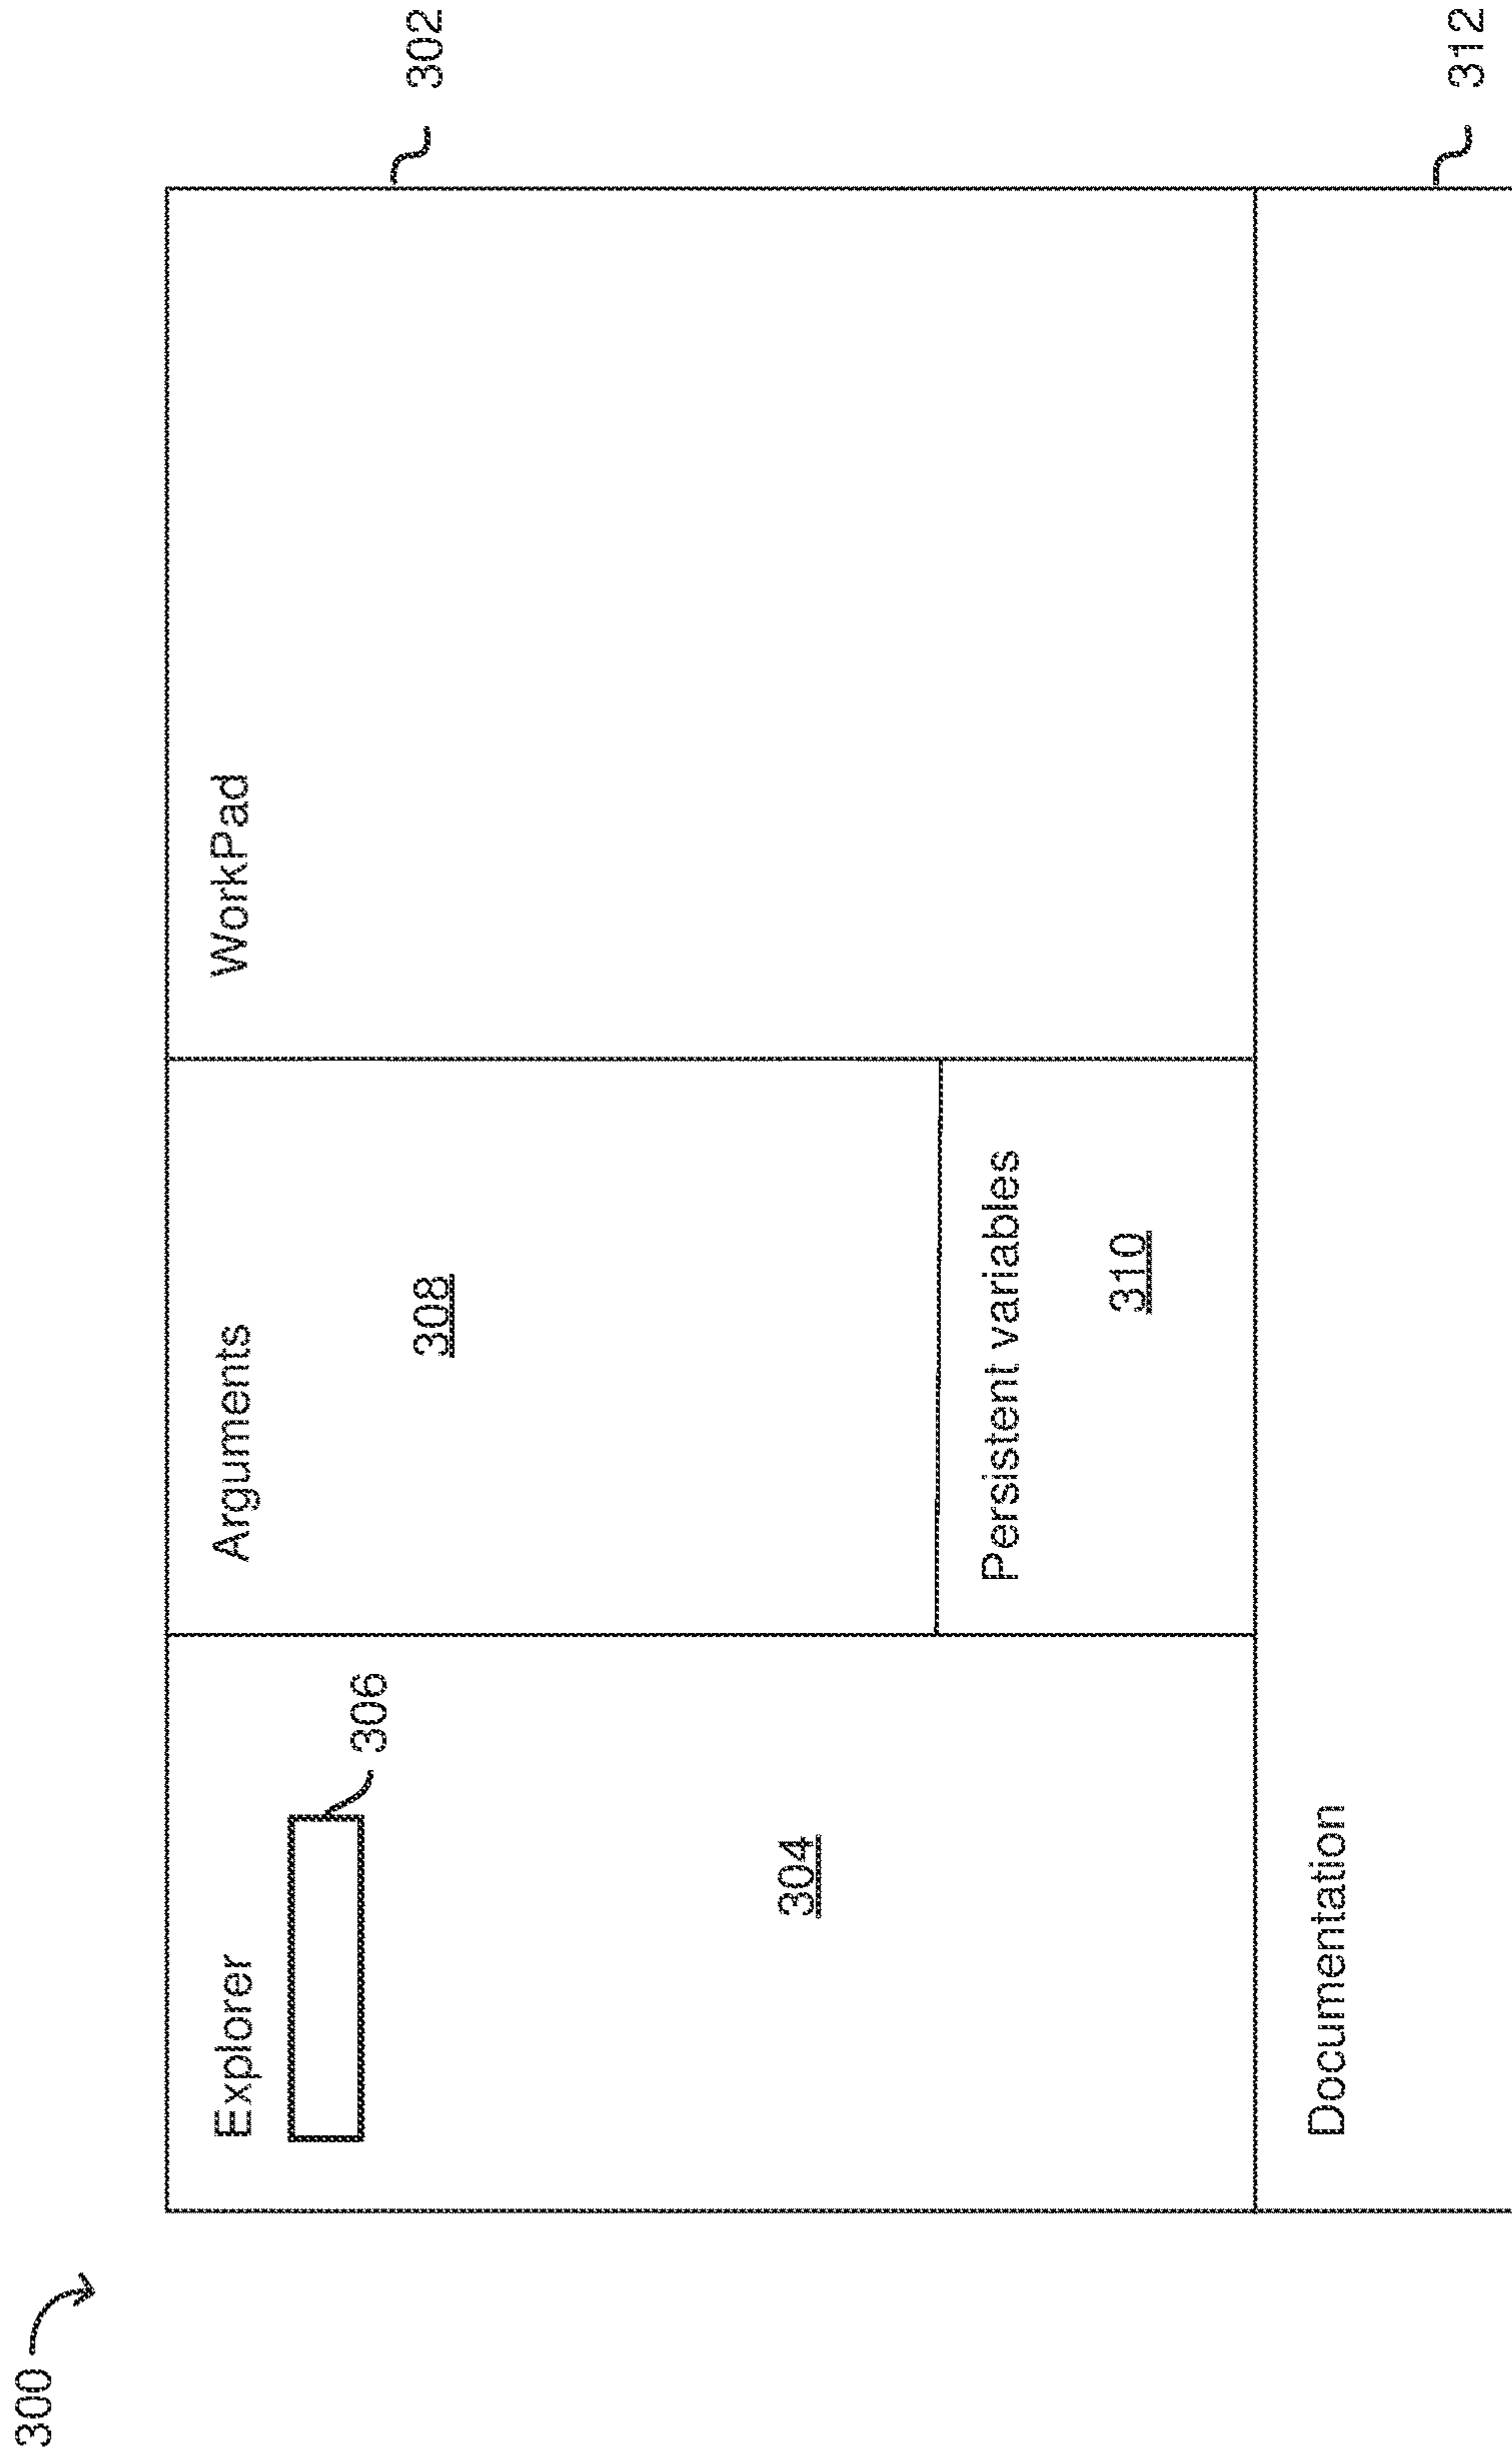 300
Explorer
306
304
Arguments
308
Persistent variables
310
WorkPad
302
Documentation
312